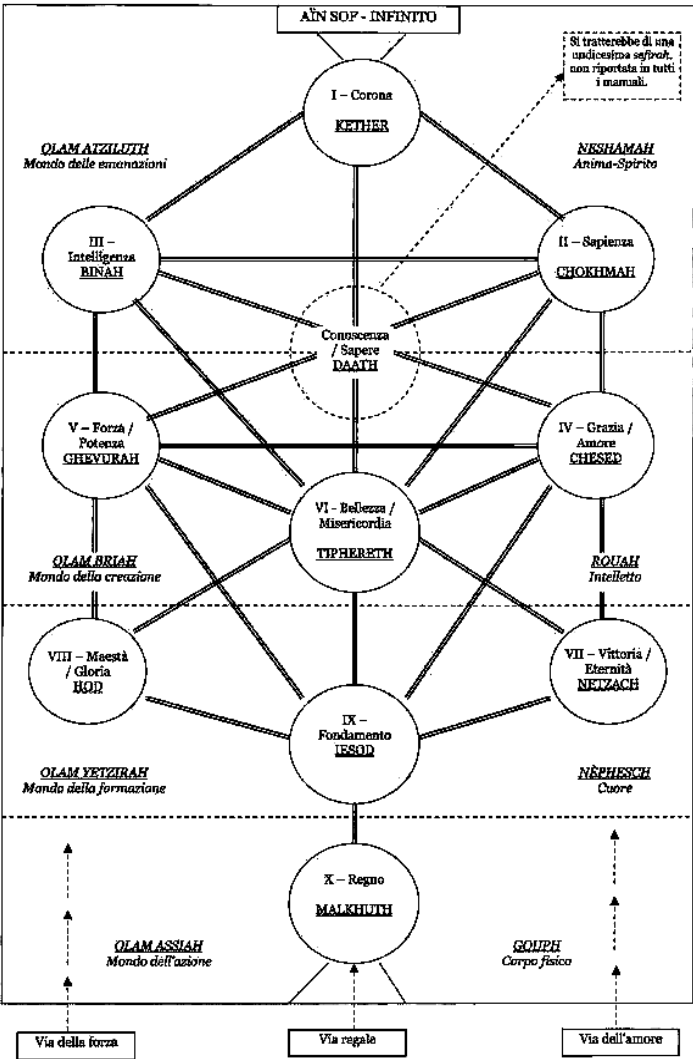 AÏN SOF - INFINITO
Si tratterebbe di una
undicesima sefirah,
non riportata in tutti
i manuali.
I – Corona
KETHER
OLAM ATZILUTH
Mondo delle emanazioni
NESHAMAH
Anima-Spirito
III –
Intelligenza
BINAH
II – Sapienza
CHOKHMAH
Conoscenza
/ Sapere
DAATH
V – Forza /
Potenza
GHEVURAH
IV – Grazia /
Amore
CHESED
VI - Bellezza /
Misericordia
TIPHERETH
OLAM BRIAH
Mondo della creazione
ROUAH
Intelletto
VIII – Maestà
/ Gloria
HOD
VII – Vittoria /
Eternità
NETZACH
IX –
Fondamento
IESOD
OLAM YETZIRAH
Mondo della formazione
NÈPHESCH
Cuore
X – Regno
MALKHUTH
OLAM ASSIAH
Mondo dell'azione
GOUPH
Corpo fisico
Via della forza
Via regale
Via dell'amore